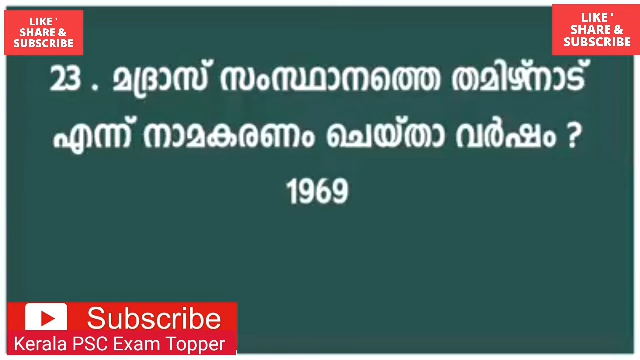 LIKE '
SHARE &
SUBSCRIBE
LIKE '
SHARE &
SUBSCRIBE
23 . മദ്രാസ് സംസ്ഥാനത്തെ തമിഴ്നാട്
എന്ന് നാമകരണം ചെയ്താ വർഷം ?
1969
Subscribe
Kerala PSC Exam Topper